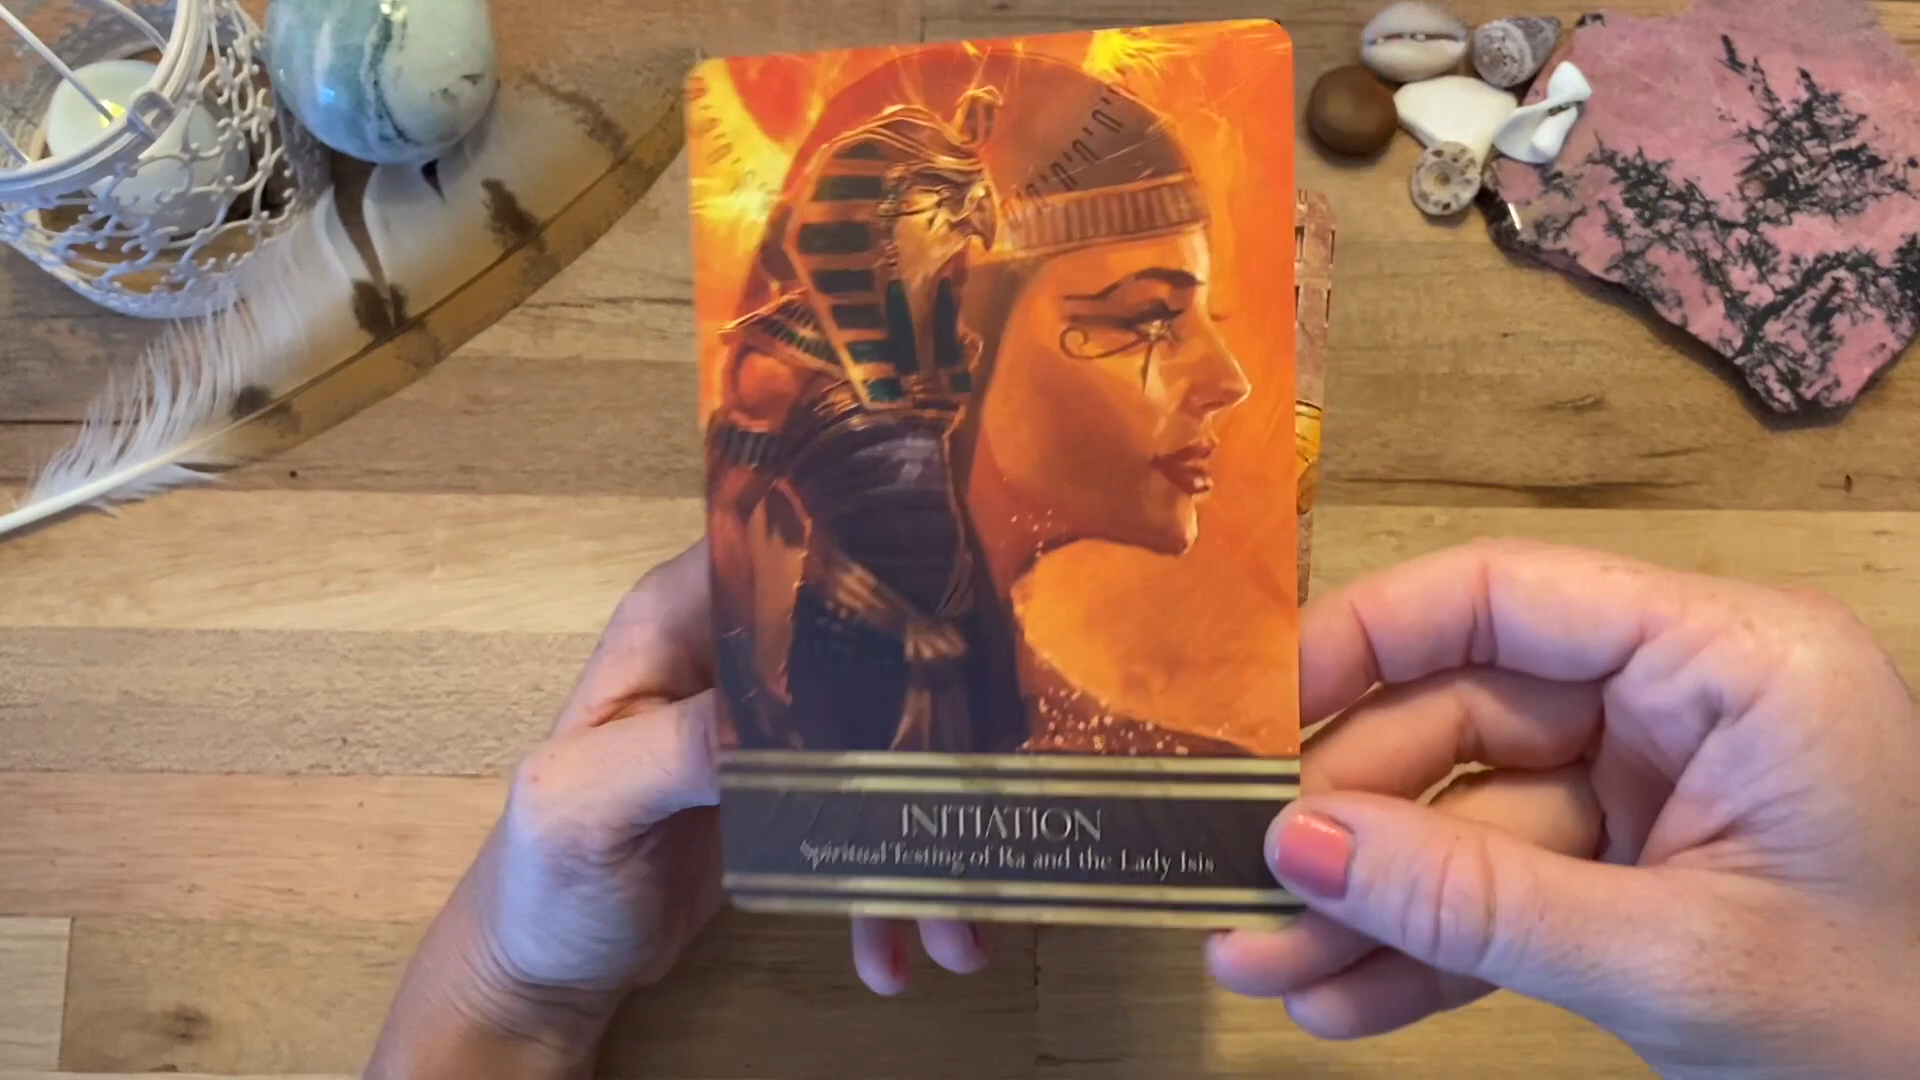 INITIATION
Spiritual Testing of Ra and the Lady Isis